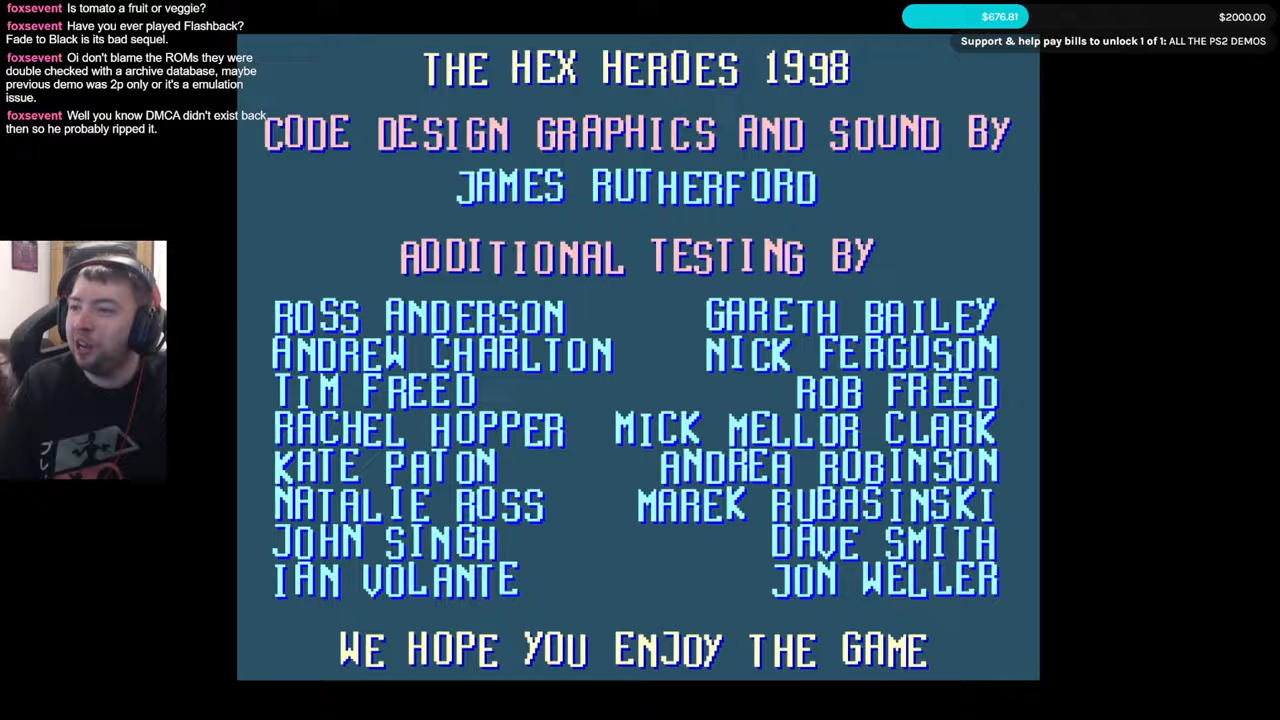 foxsevent Is tomato a fruit or veggie?
foxsevent Have you ever played Flashback?
Fade to Black is its bad sequel.
foxsevent Oi don't blame the ROMs they were
double checked with a archive database, maybe
previous demo was 2p only or it's a emulation
issue.
foxsevent Well you know DMCA didn't exist back
then so he probably ripped it.
$676.81
$2000.00
Support & help pay bills to unlock 1 of 1: ALL THE PS2 DEMOS
THE HEX HEROES 1998
CODE DESIGN GRAPHICS AND SOUND BY
JAMES RUTHERFORD
ADDITIONAL TESTING BY
ROSS ANDERSON GARETH BAILEY
ANDREW CHARLTON NICK FERGUSON
TIM FREED ROB FREED
RACHEL HOPPER MICK MELLOR CLARK
KATE PATON ANDREA ROBINSON
NATALIE ROSS MAREK RUBASINSKI
JOHN SINGH DAVE SMITH
IAN VOLANTE JON WELLER
WE HOPE YOU ENJOY THE GAME